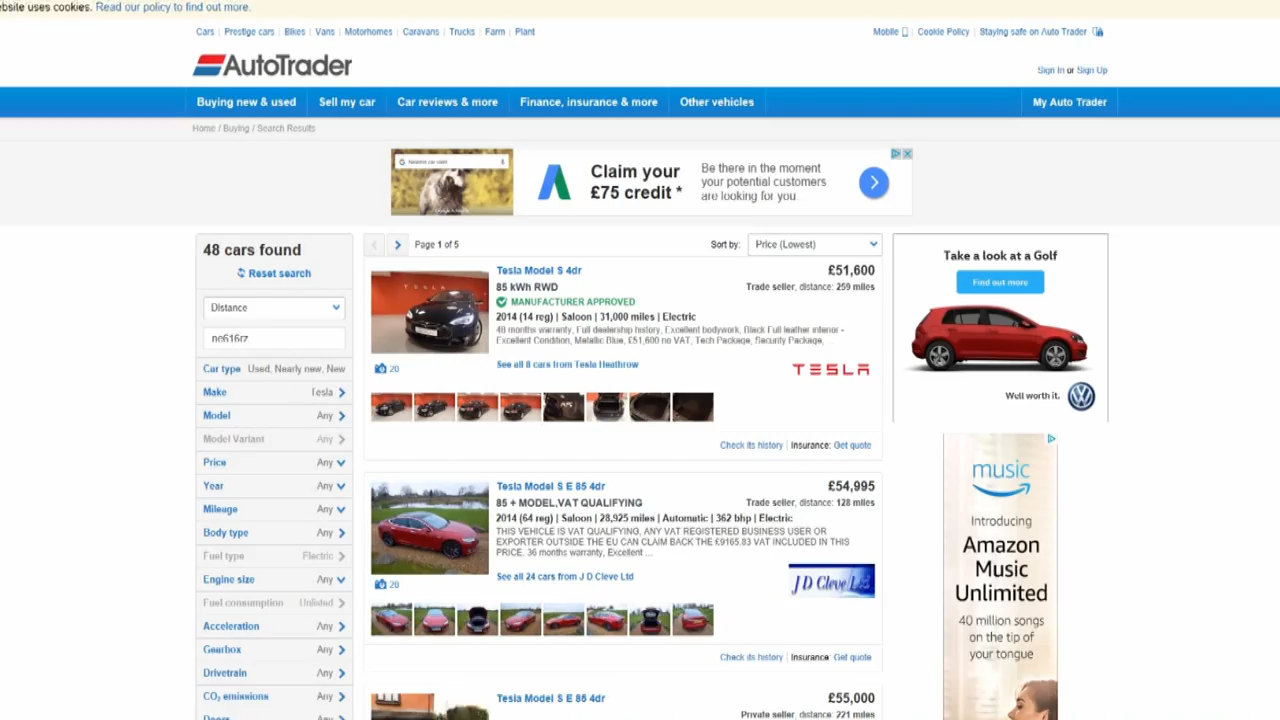 bsite uses cookies. Read our policy to find out more.
Cars | Prestige cars | Bikes | Vans | Motorhomes | Caravans | Trucks | Farm | Plant
Mobile | Cookie Policy | Staying safe on Auto Trader
AutoTrader
Sign In or Sign Up
Buying new & used
Sell my car
Car reviews & more
Finance, insurance & more
Other vehicles
My Auto Trader
Home / Buying / Search Results
Claim your
£75 credit *
Be there in the moment
your potential customers
are looking for you
48 cars found
Reset search
Distance
ne616rz
Car type Used, Nearly new, New
Make Tesla
Model Any
Model Variant Any
Price Any
Year Any
Mileage Any
Body type Any
Fuel type Electric
Engine size Any
Fuel consumption Unlisted
Acceleration Any
Gearbox Any
Drivetrain Any
CO₂ emissions Any
Doors Any
Page 1 of 5
Sort by: Price (Lowest)
Tesla Model S 4dr
£51,600
85 kWh RWD
Trade seller, distance: 259 miles
MANUFACTURER APPROVED
2014 (14 reg) | Saloon | 31,000 miles | Electric
48 months warranty, Full dealership history, Excellent bodywork, Black Full leather interior -
Excellent Condition, Metallic Blue, £51,600 no VAT, Tech Package, Security Package, ...
20
See all 8 cars from Tesla Heathrow
TESLA
Check its history | Insurance: Get quote
Tesla Model S E 85 4dr
£54,995
85 + MODEL,VAT QUALIFYING
Trade seller, distance: 128 miles
2014 (64 reg) | Saloon | 28,925 miles | Automatic | 362 bhp | Electric
THIS VEHICLE IS VAT QUALIFYING, ANY VAT REGISTERED BUSINESS USER OR
EXPORTER OUTSIDE THE EU CAN CLAIM BACK THE £9165.83 VAT INCLUDED IN THIS
PRICE, 36 months warranty, Excellent ...
20
See all 24 cars from J D Cleve Ltd
J D Cleve Ltd
Check its history | Insurance: Get quote
Tesla Model S E 85 4dr
£55,000
Private seller, distance: 221 miles
Take a look at a Golf
Find out more
Well worth it.
music
Introducing
Amazon
Music
Unlimited
40 million songs
on the tip of
your tongue